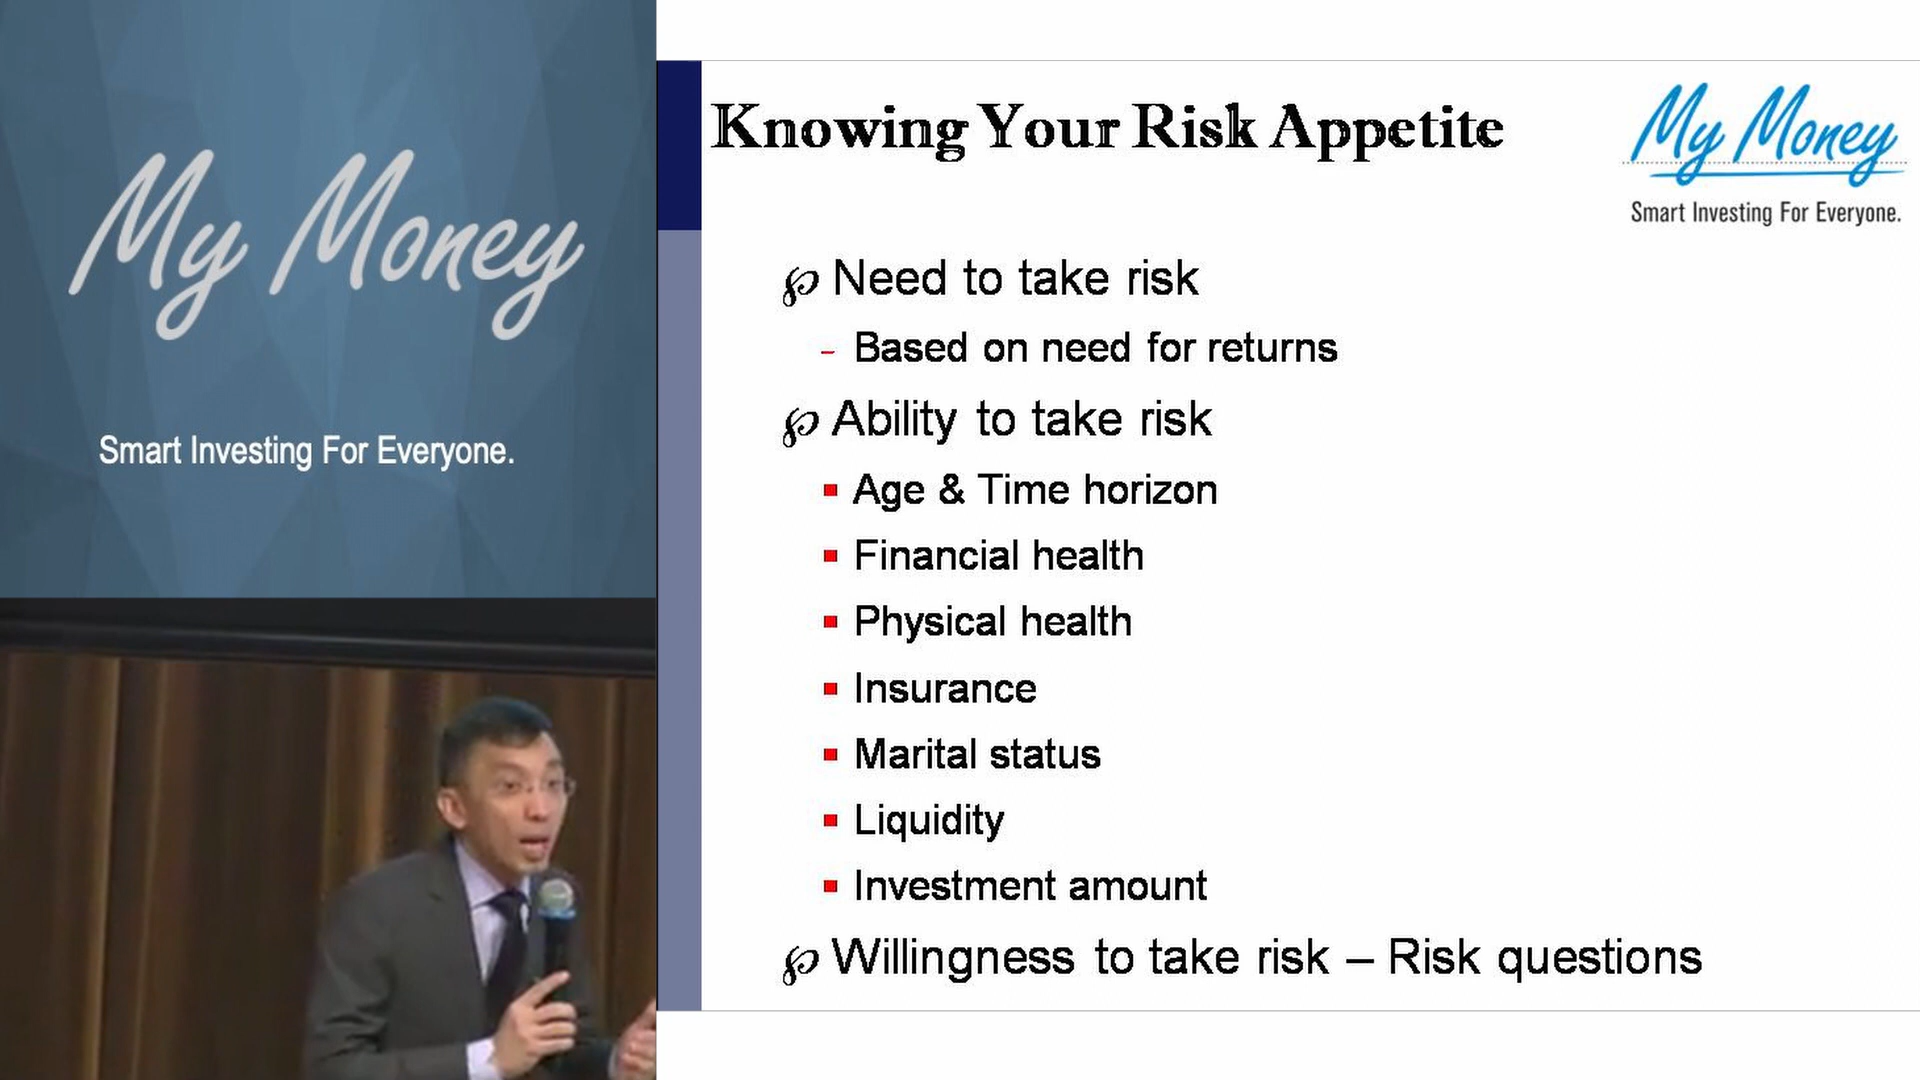 My Money
Smart Investing For Everyone.
Knowing Your Risk Appetite
My Money
Smart Investing For Everyone.
Need to take risk
- Based on need for returns
Ability to take risk
Age & Time horizon
Financial health
Physical health
Insurance
Marital status
Liquidity
Investment amount
Willingness to take risk – Risk questions